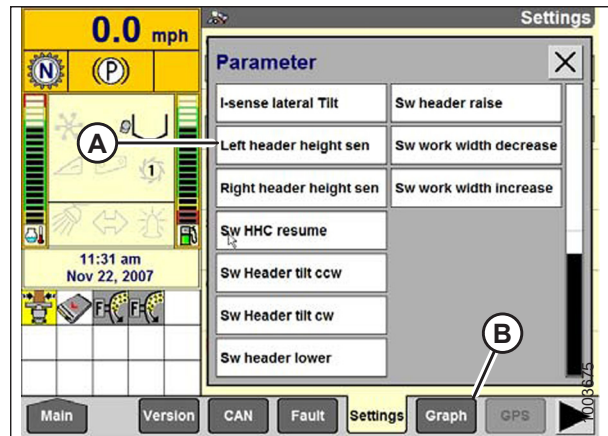 0.0 mph
Settings
N
(P)
Parameter
I-sense lateral Tilt
Sw header raise
A
Left header height sen
Sw work width decrease
1
Right header height sen
Sw work width increase
Sw HHC resume
11:31 am
Nov 22, 2007
Sw Header tilt ccw
F
F
Sw Header tilt cw
B
Sw header lower
1003675
Main
Version
CAN
Fault
Settings
Graph
GPS